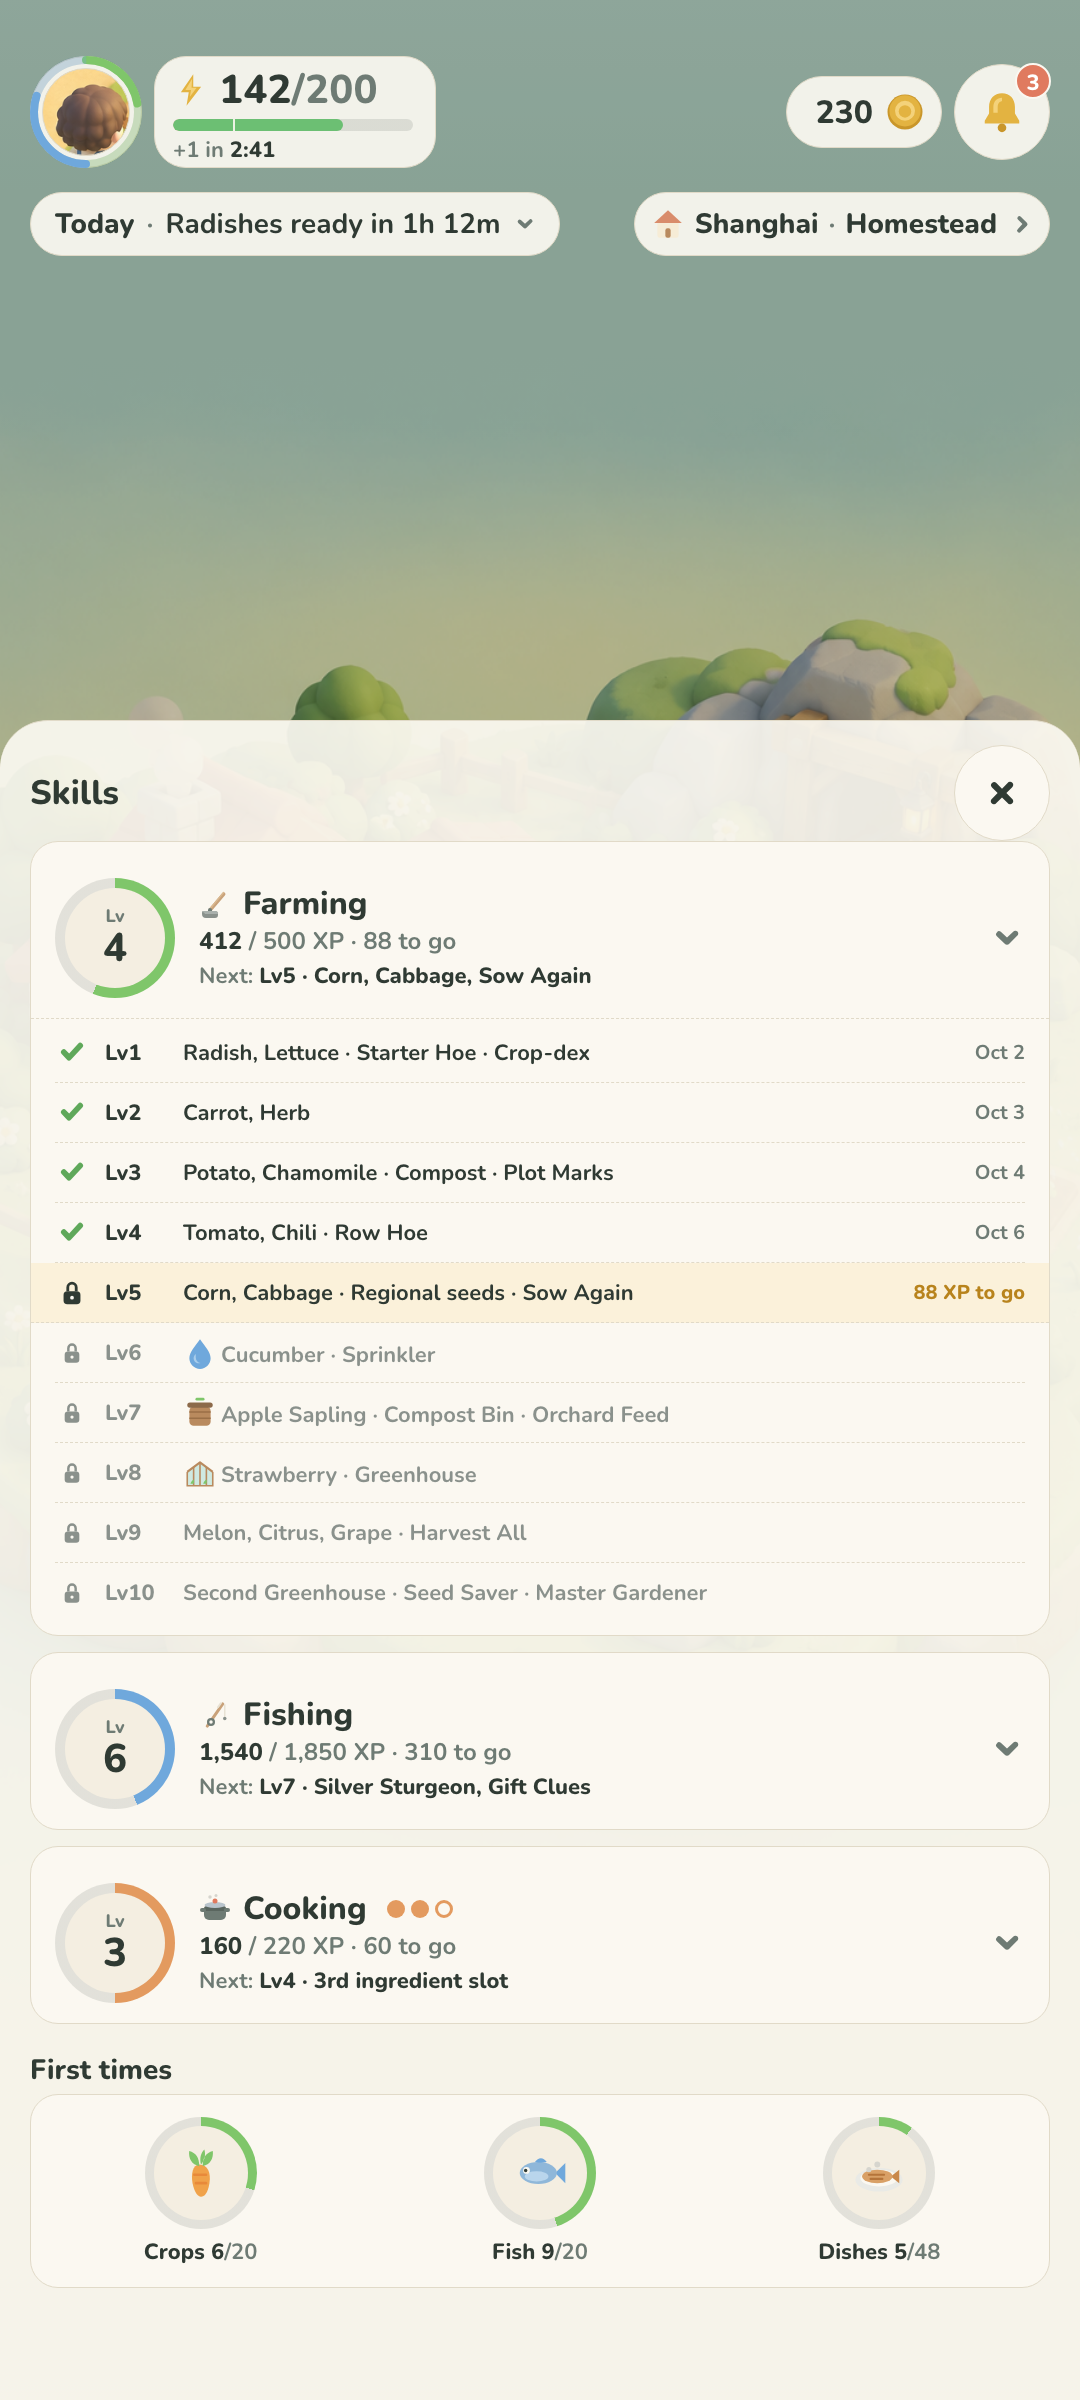 142/200
+1 in 2:41
230
3
Today · Radishes ready in 1h 12m
Shanghai · Homestead
Skills
Lv
4
Farming
412 / 500 XP · 88 to go
Next: Lv5 · Corn, Cabbage, Sow Again
Lv1 Radish, Lettuce · Starter Hoe · Crop-dex Oct 2
Lv2 Carrot, Herb Oct 3
Lv3 Potato, Chamomile · Compost · Plot Marks Oct 4
Lv4 Tomato, Chili · Row Hoe Oct 6
Lv5 Corn, Cabbage · Regional seeds · Sow Again 88 XP to go
Lv6 Cucumber · Sprinkler
Lv7 Apple Sapling · Compost Bin · Orchard Feed
Lv8 Strawberry · Greenhouse
Lv9 Melon, Citrus, Grape · Harvest All
Lv10 Second Greenhouse · Seed Saver · Master Gardener
Lv
6
Fishing
1,540 / 1,850 XP · 310 to go
Next: Lv7 · Silver Sturgeon, Gift Clues
Lv
3
Cooking
160 / 220 XP · 60 to go
Next: Lv4 · 3rd ingredient slot
First times
Crops 6/20
Fish 9/20
Dishes 5/48